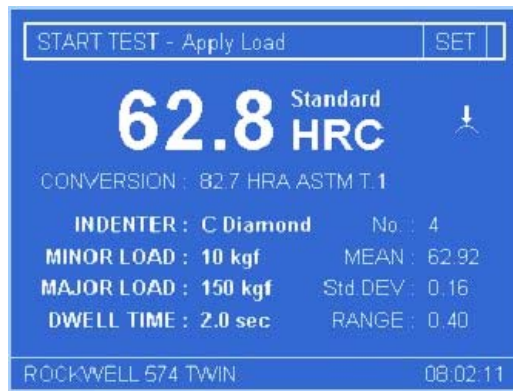 START TEST - Apply Load SET
62.8 Standard HRC
CONVERSION : 82.7 HRA ASTM T.1
INDENTER : C Diamond No. : 4
MINOR LOAD : 10 kgf MEAN : 62.92
MAJOR LOAD : 150 kgf Std.DEV : 0.16
DWELL TIME : 2.0 sec RANGE : 0.40
ROCKWELL 574 TWIN 08:02:11